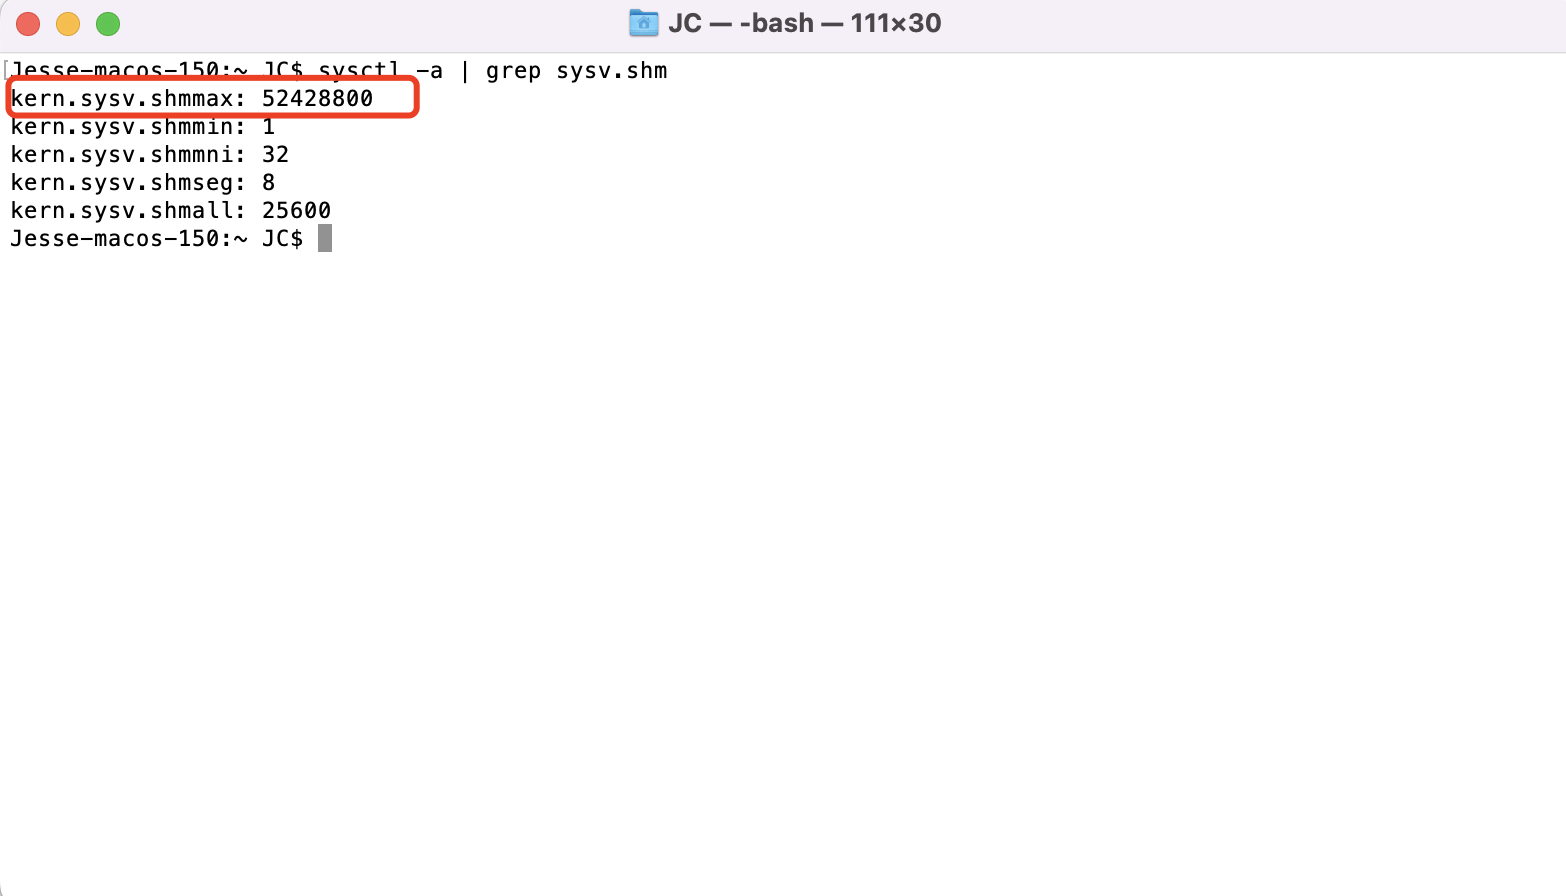 JC — -bash — 111×30
Jesse-macos-150:~ JC$ sysctl -a | grep sysv.shm
kern.sysv.shmmax: 52428800
kern.sysv.shmmin: 1
kern.sysv.shmmni: 32
kern.sysv.shmseg: 8
kern.sysv.shmall: 25600
Jesse-macos-150:~ JC$